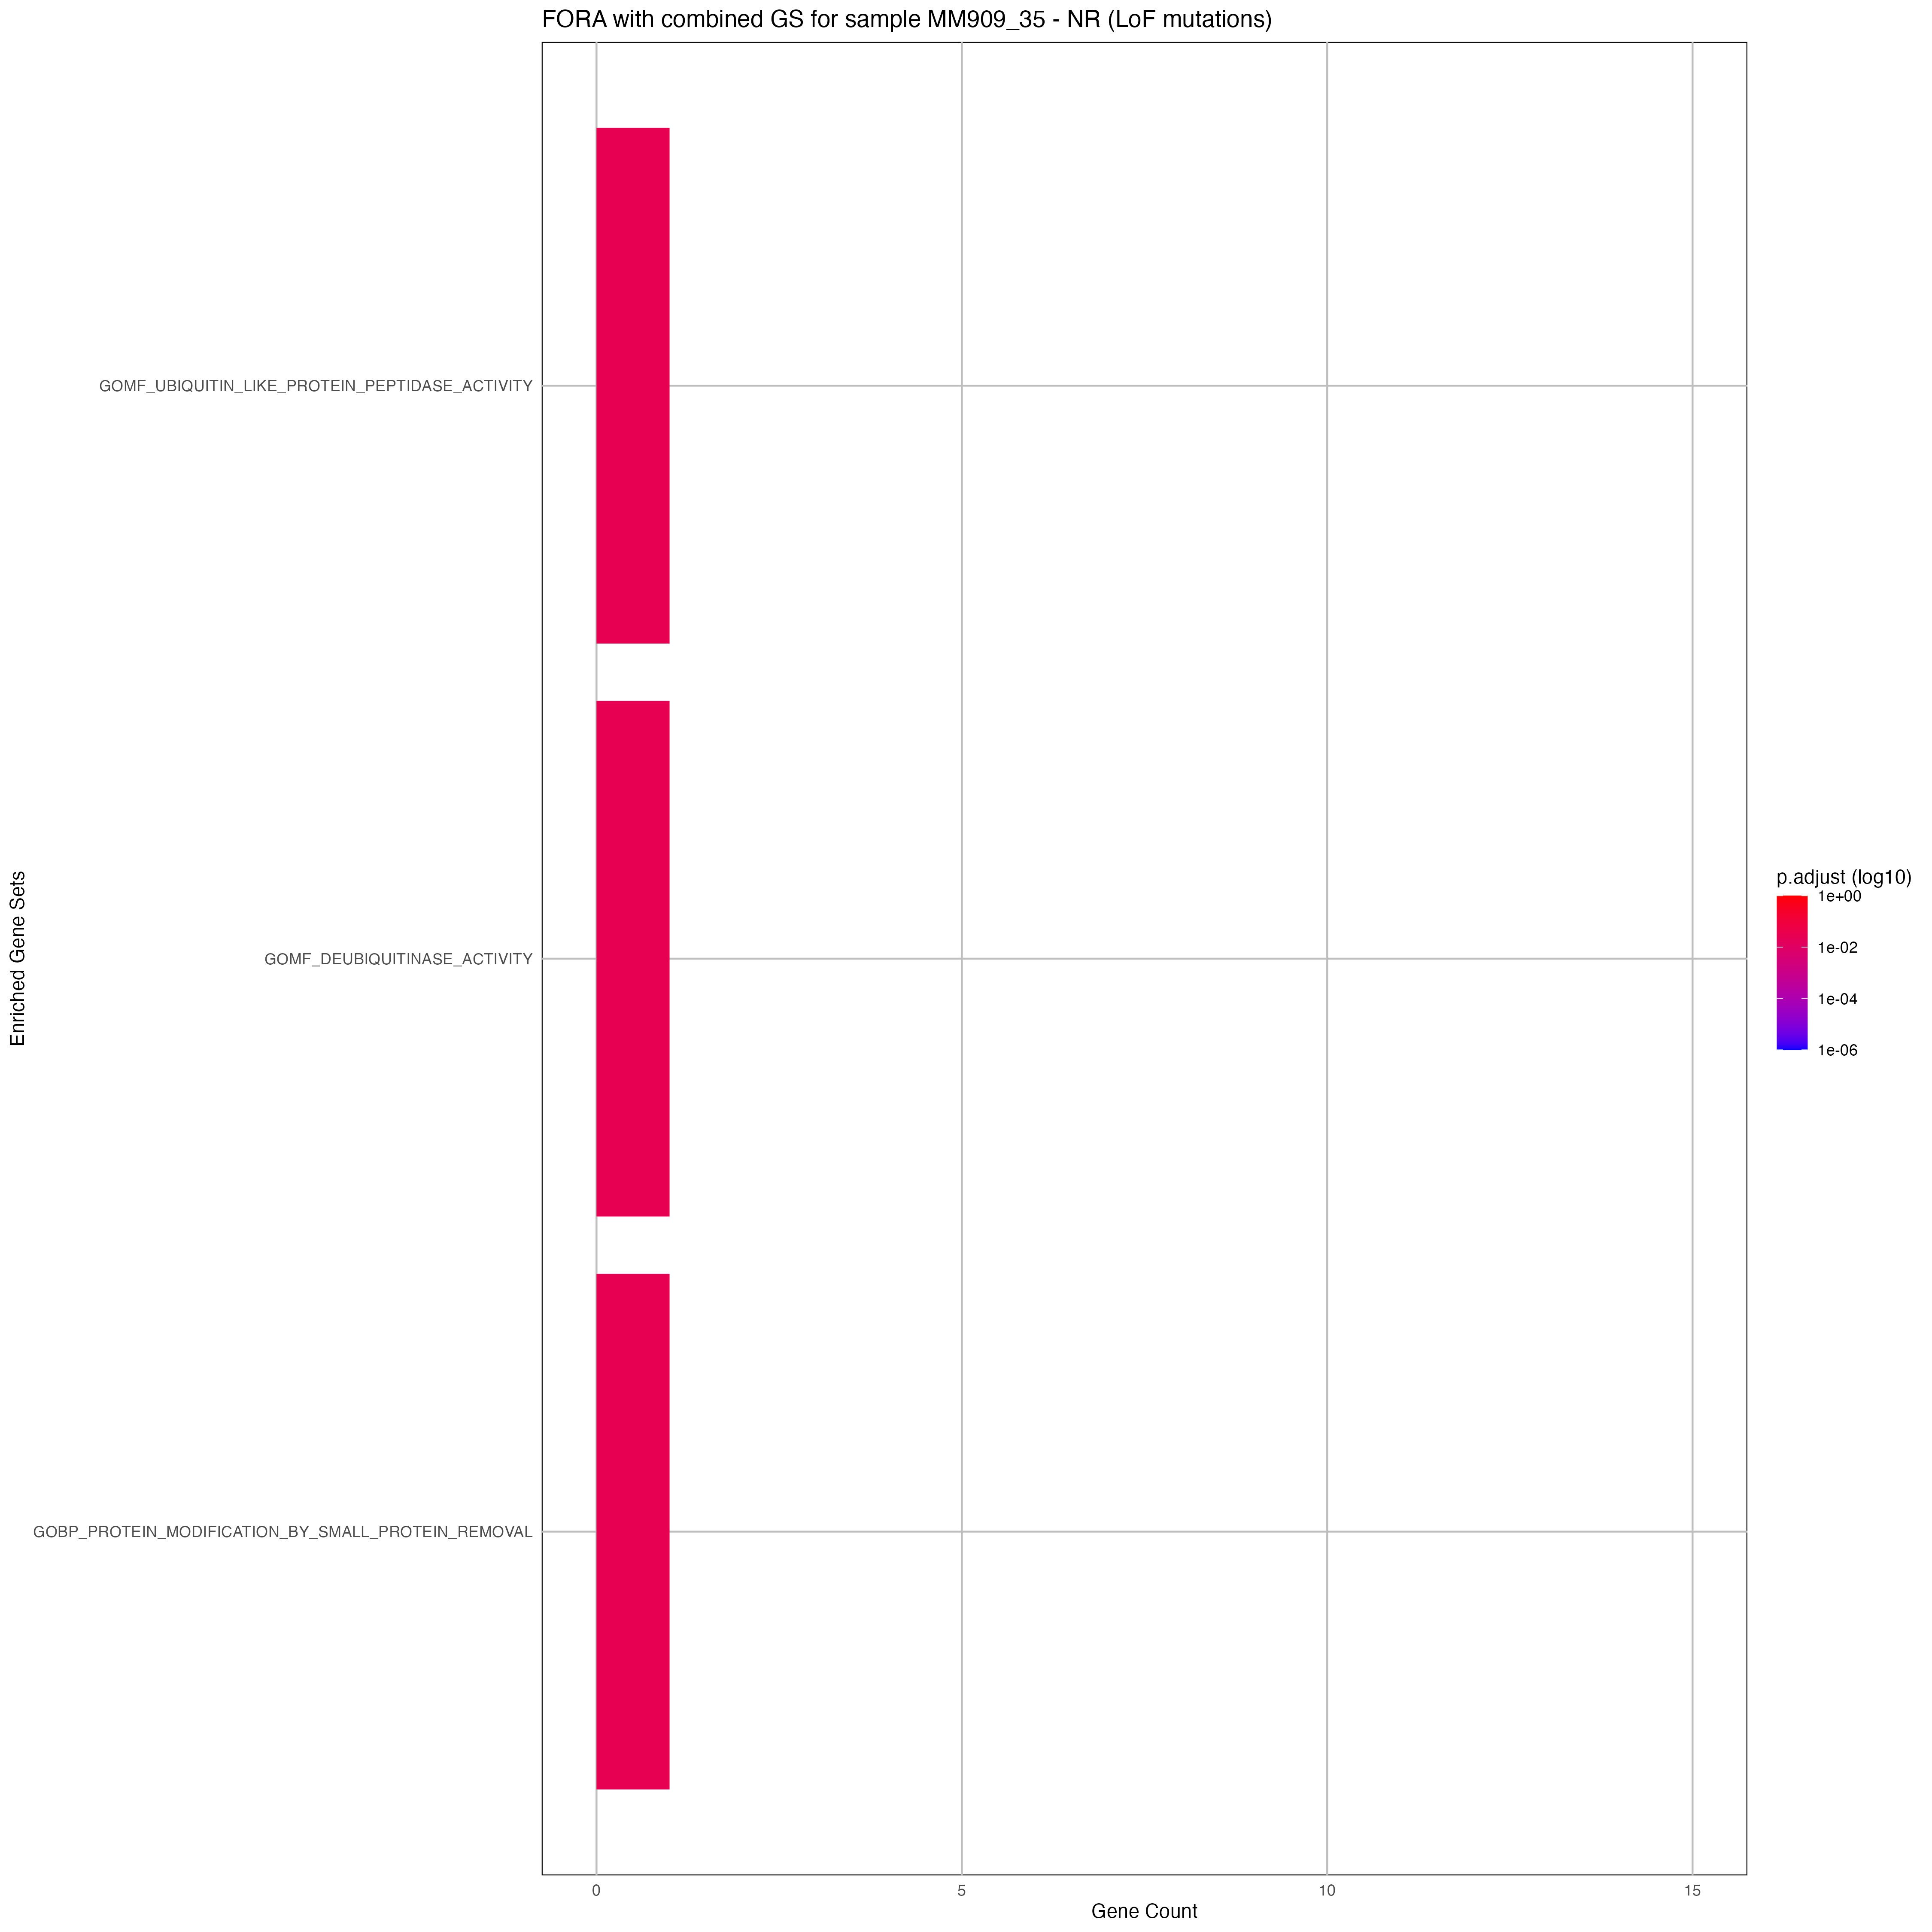 FORA with combined GS for sample MM909_35 - NR (LoF mutations)
Enriched Gene Sets
GOMF_UBIQUITIN_LIKE_PROTEIN_PEPTIDASE_ACTIVITY
GOMF_DEUBIQUITINASE_ACTIVITY
GOBP_PROTEIN_MODIFICATION_BY_SMALL_PROTEIN_REMOVAL
0 5 10 15
Gene Count
p.adjust (log10)
1e+00
1e-02
1e-04
1e-06